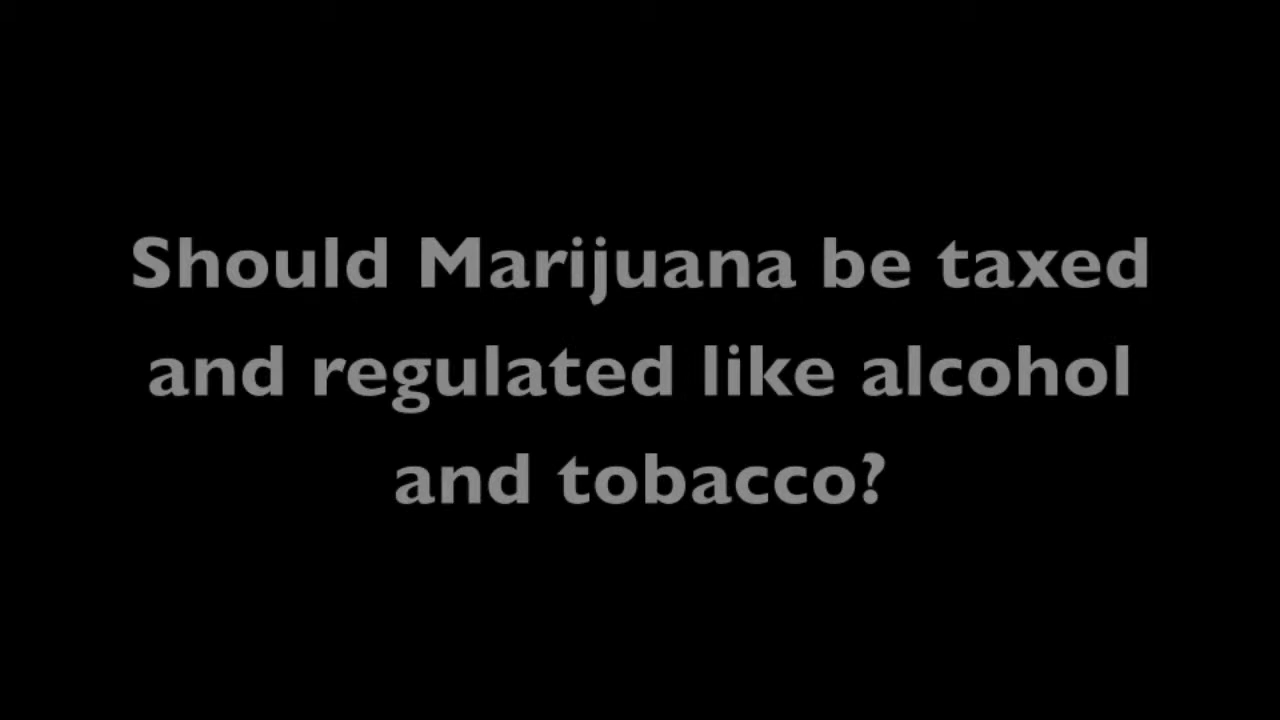 Should Marijuana be taxed
and regulated like alcohol
and tobacco?